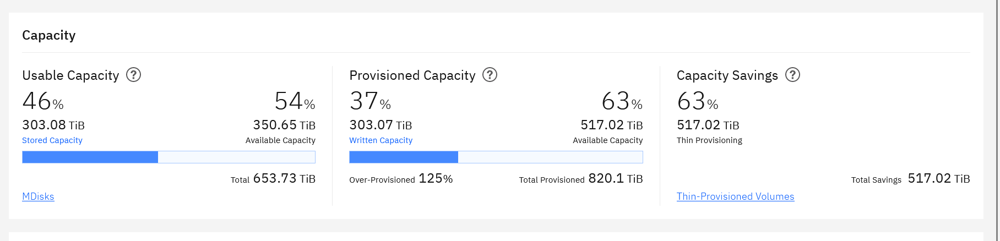 Capacity
Usable Capacity ?
46% 54%
303.08 TiB 350.65 TiB
Stored Capacity Available Capacity
Total 653.73 TiB
MDisks
Provisioned Capacity ?
37% 63%
303.07 TiB 517.02 TiB
Written Capacity Available Capacity
Over-Provisioned 125% Total Provisioned 820.1 TiB
Capacity Savings ?
63%
517.02 TiB
Thin Provisioning
Total Savings 517.02 TiB
Thin-Provisioned Volumes